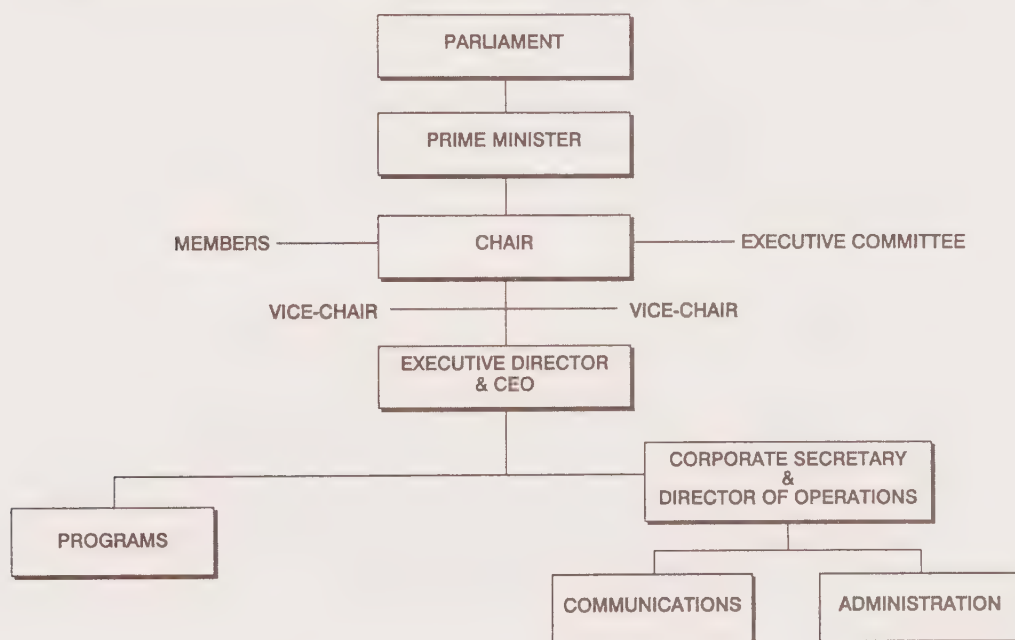 PARLIAMENT
PRIME MINISTER
MEMBERS
CHAIR
EXECUTIVE COMMITTEE
VICE-CHAIR
VICE-CHAIR
EXECUTIVE DIRECTOR
& CEO
CORPORATE SECRETARY
&
DIRECTOR OF OPERATIONS
PROGRAMS
COMMUNICATIONS
ADMINISTRATION